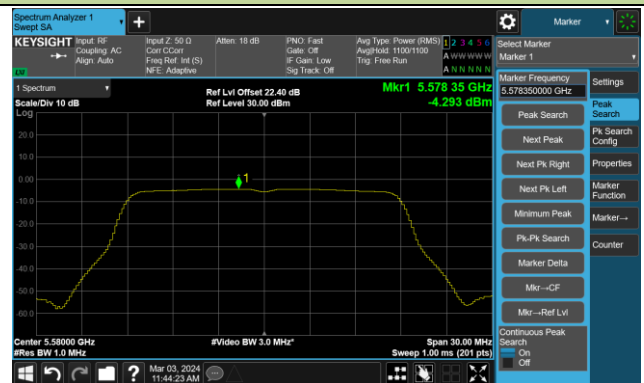 Spectrum Analyzer 1
Swept SA
+
Marker
KEYSIGHT
Input: RF
Coupling: AC
Align: Auto
Input Z: 50 Ω
Corr CCorr
Freq Ref: Int (S)
NFE: Adaptive
Atten: 18 dB
PNO: Fast
Gate: Off
IF Gain: Low
Sig Track: Off
Avg Type: Power (RMS)
Avg|Hold: 1100/1100
Trig: Free Run
1 2 3 4 5 6
A W W W W W
A N N N N N
Select Marker
Marker 1
1 Spectrum
Scale/Div 10 dB
Ref Lvl Offset 22.40 dB
Ref Level 30.00 dBm
Mkr1 5.578 35 GHz
-4.293 dBm
Log
20.0
10.0
0.00
-10.0
-20.0
-30.0
-40.0
-50.0
-60.0
1
Center 5.58000 GHz
#Res BW 1.0 MHz
#Video BW 3.0 MHz*
Span 30.00 MHz
Sweep 1.00 ms (201 pts)
Marker Frequency
5.578350000 GHz
Peak Search
Next Peak
Next Pk Right
Next Pk Left
Minimum Peak
Pk-Pk Search
Marker Delta
Mkr→CF
Mkr→Ref Lvl
Continuous Peak
Search
On
Off
Settings
Peak
Search
Pk Search
Config
Properties
Marker
Function
Marker→
Counter
?
Mar 03, 2024
11:44:23 AM